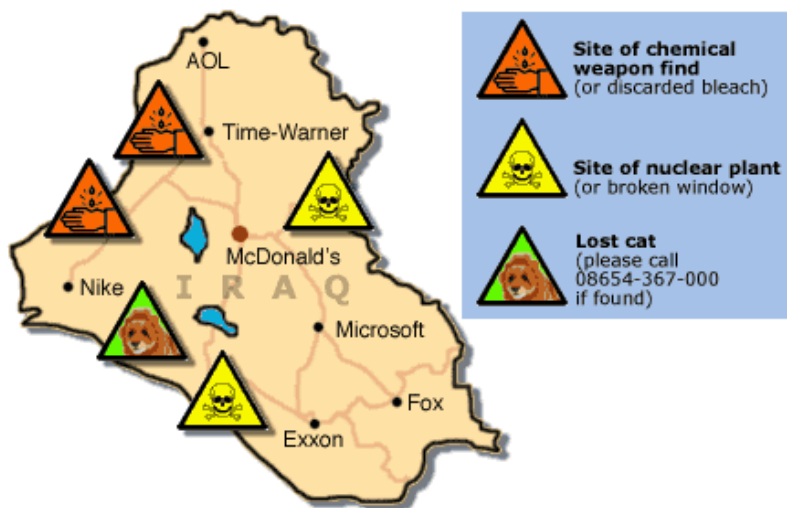 AOL
Time-Warner
McDonald's
IRAQ
Nike
Microsoft
Fox
Exxon
Site of chemical
weapon find
(or discarded bleach)
Site of nuclear plant
(or broken window)
Lost cat
(please call
08654-367-000
if found)